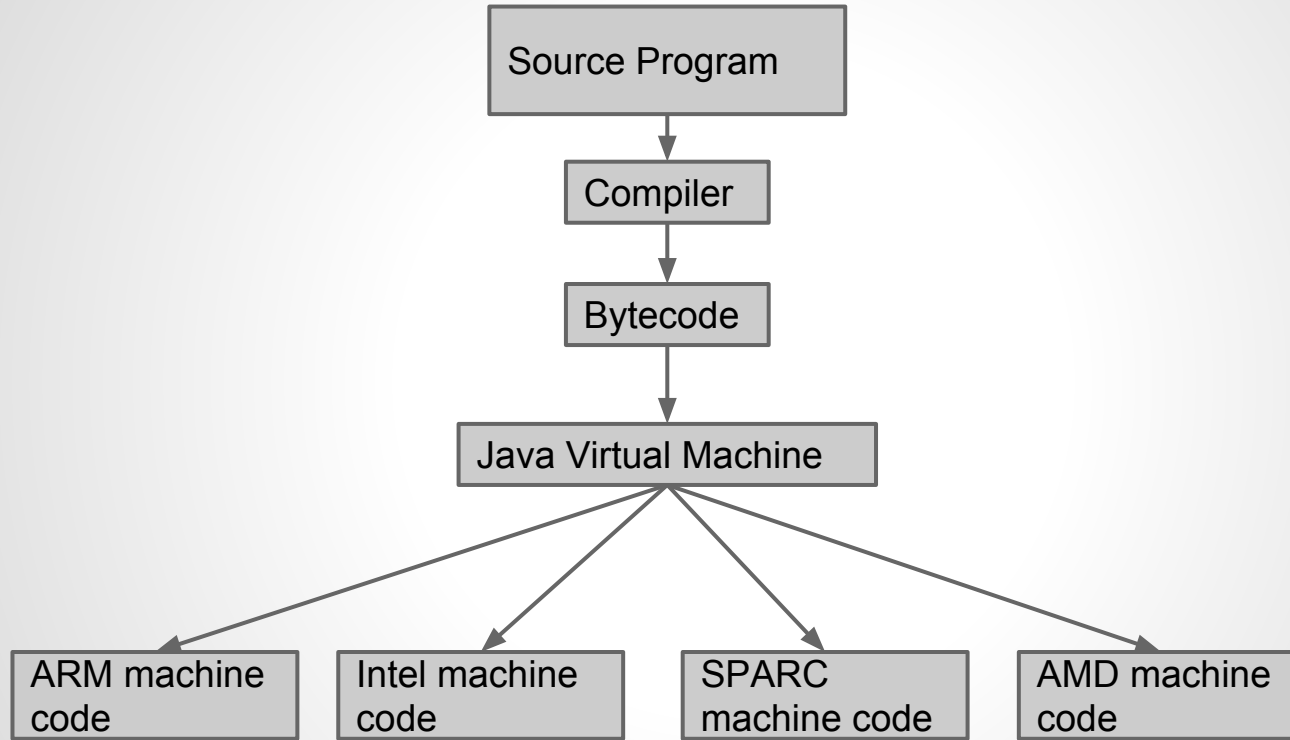 Source Program
Compiler
Bytecode
Java Virtual Machine
ARM machine
code
Intel machine
code
SPARC
machine code
AMD machine
code